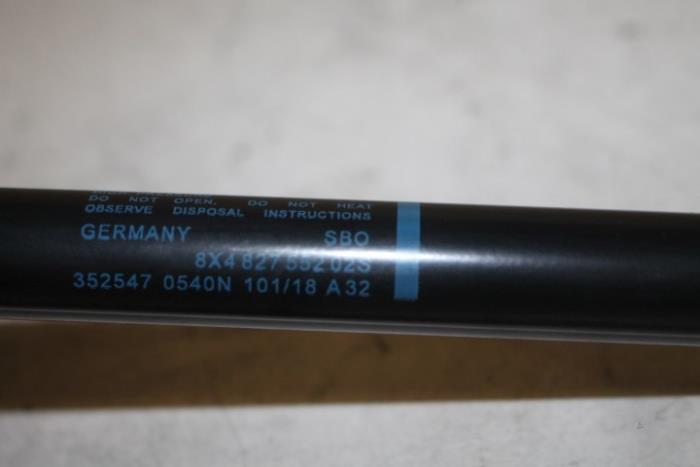 DO NOT OPEN, DO NOT HEAT
OBSERVE DISPOSAL INSTRUCTIONS
GERMANY SBO
8X4 827 552 02S
352547 0540N 101/18 A32